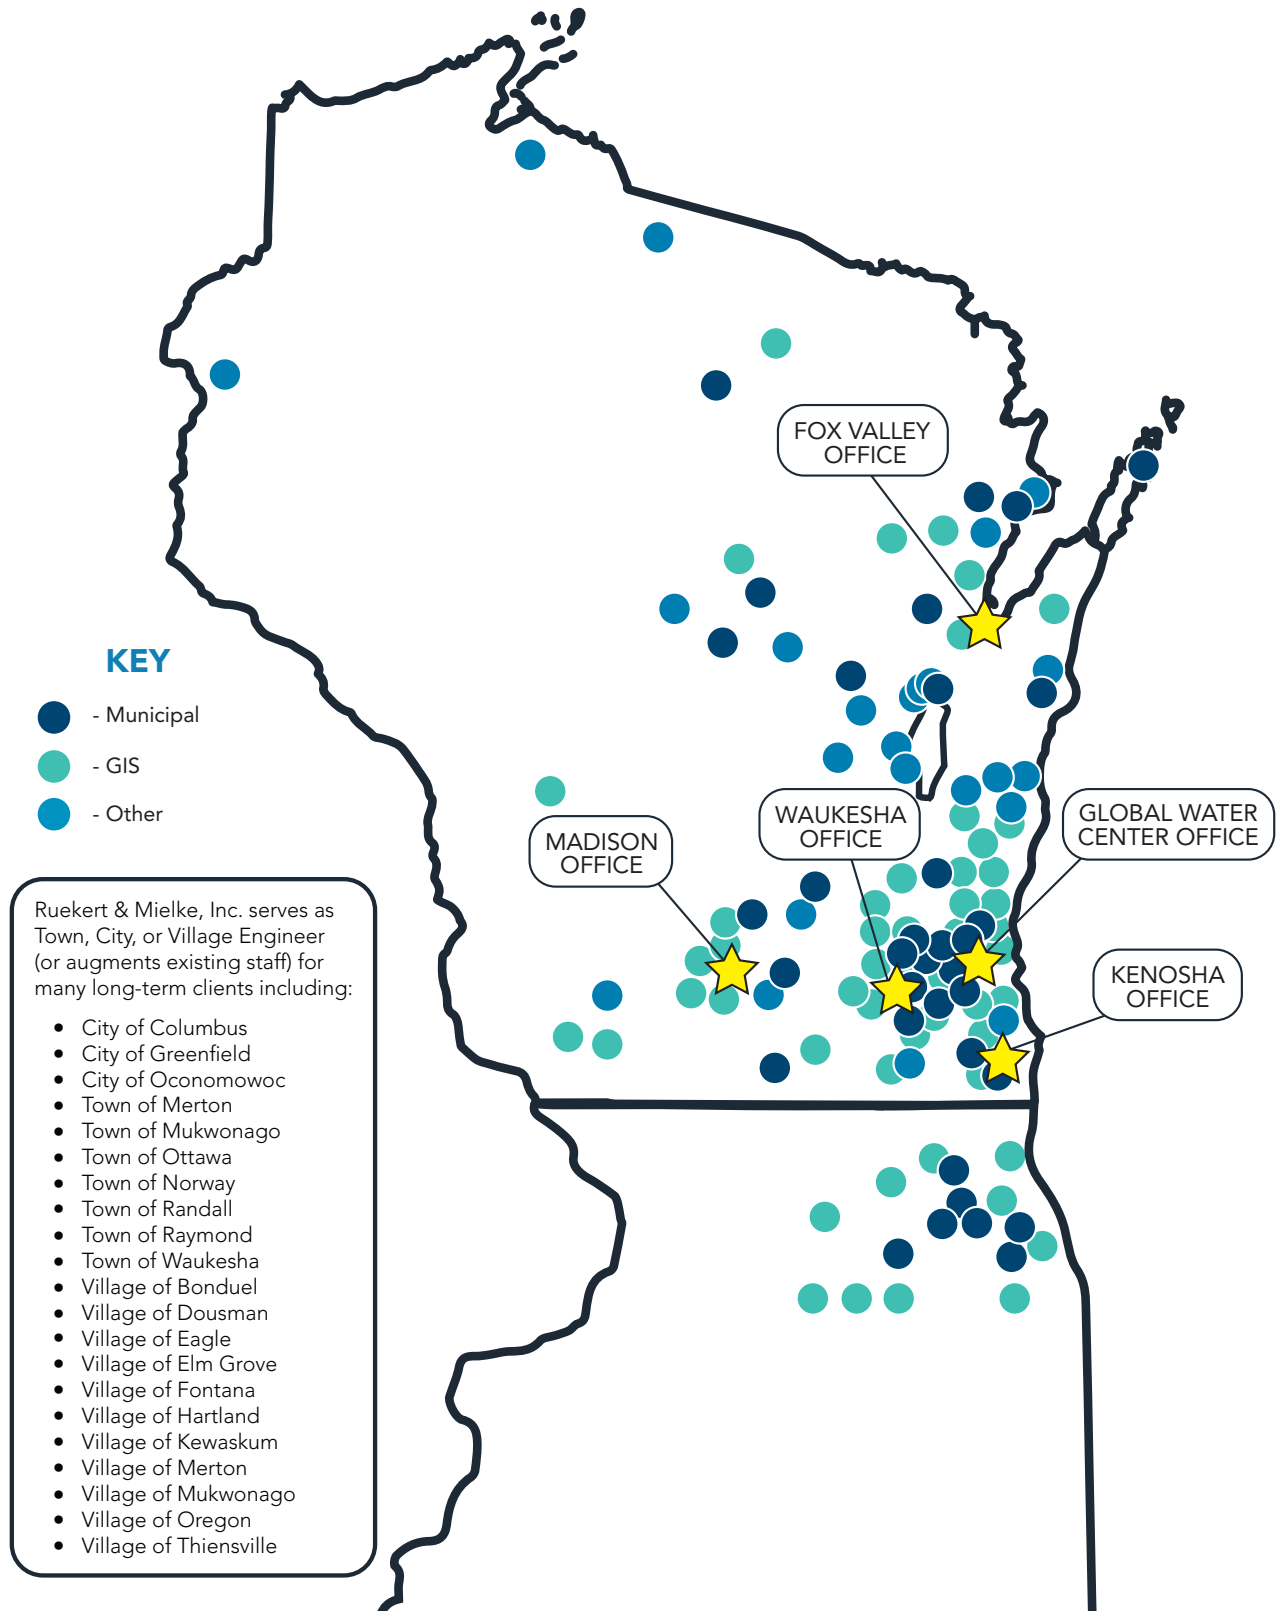 FOX VALLEY
OFFICE
KEY
- Municipal
- GIS
- Other
MADISON
OFFICE
WAUKESHA
OFFICE
GLOBAL WATER
CENTER OFFICE
KENOSHA
OFFICE
Ruekert & Mielke, Inc. serves as
Town, City, or Village Engineer
(or augments existing staff) for
many long-term clients including:
• City of Columbus
• City of Greenfield
• City of Oconomowoc
• Town of Merton
• Town of Mukwonago
• Town of Ottawa
• Town of Norway
• Town of Randall
• Town of Raymond
• Town of Waukesha
• Village of Bonduel
• Village of Dousman
• Village of Eagle
• Village of Elm Grove
• Village of Fontana
• Village of Hartland
• Village of Kewaskum
• Village of Merton
• Village of Mukwonago
• Village of Oregon
• Village of Thiensville